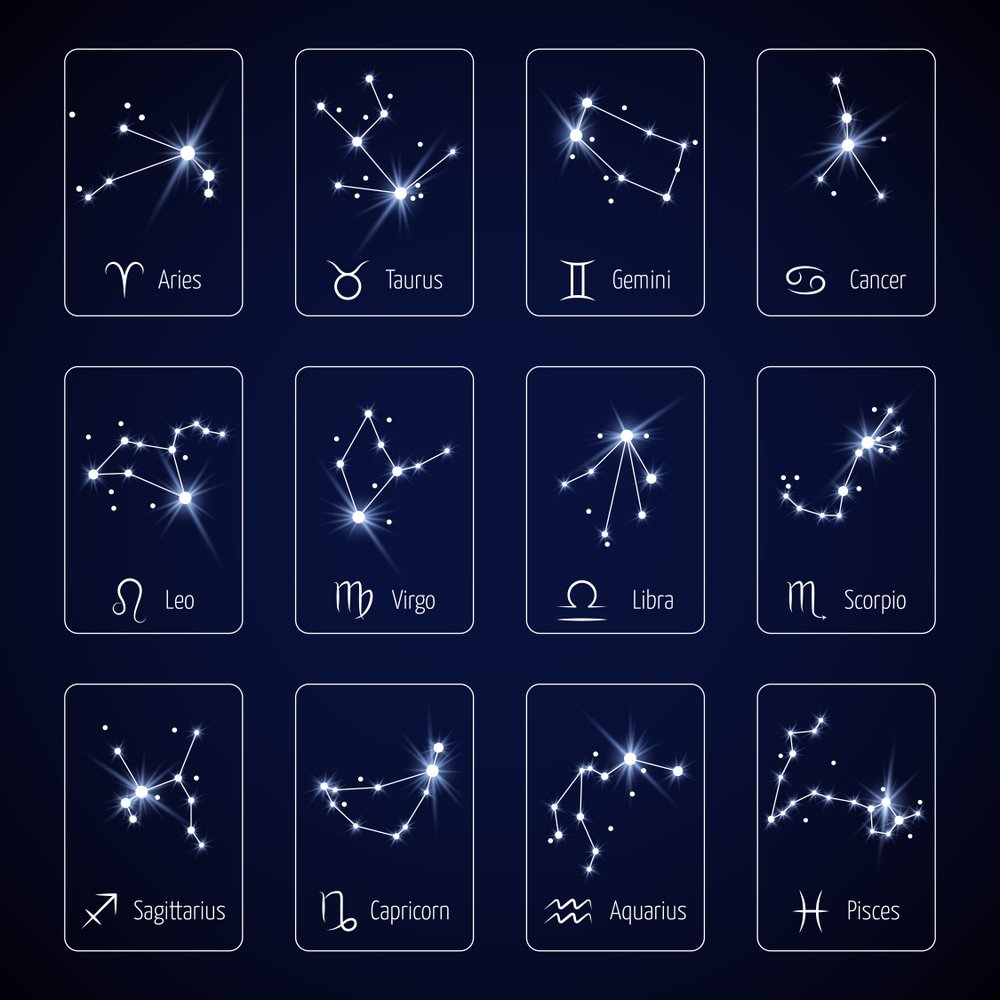 ♈ Aries
♉ Taurus
♊ Gemini
♋ Cancer
♌ Leo
♍ Virgo
♎ Libra
♏ Scorpio
♐ Sagittarius
♑ Capricorn
♒ Aquarius
♓ Pisces